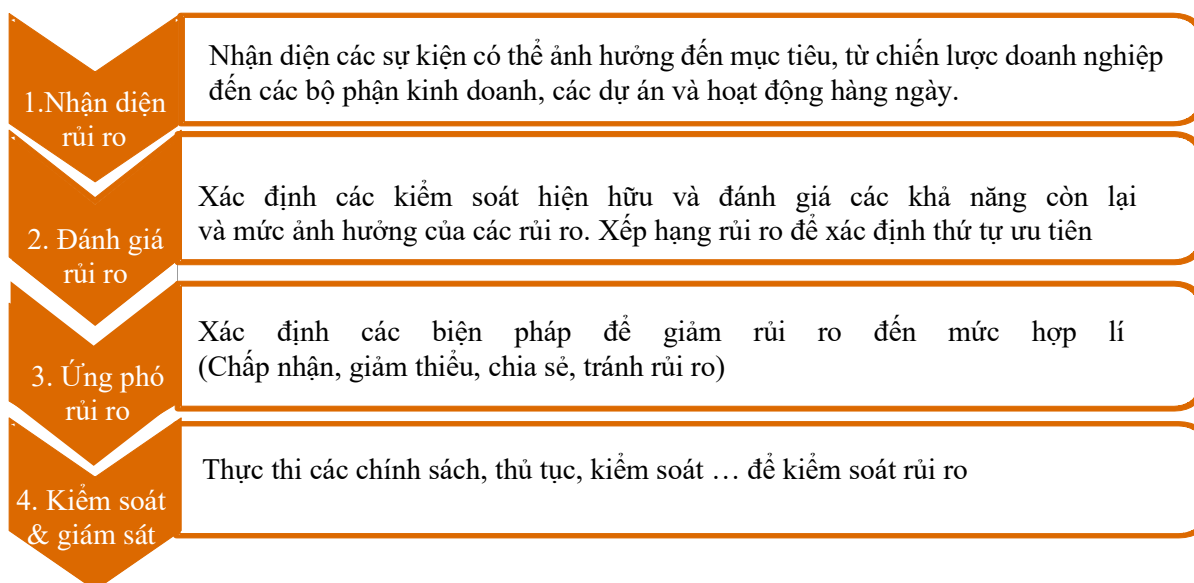 1.Nhận diện
rủi ro
Nhận diện các sự kiện có thể ảnh hưởng đến mục tiêu, từ chiến lược doanh nghiệp
đến các bộ phận kinh doanh, các dự án và hoạt động hàng ngày.
2. Đánh giá
rủi ro
Xác định các kiểm soát hiện hữu và đánh giá các khả năng còn lại
và mức ảnh hưởng của các rủi ro. Xếp hạng rủi ro để xác định thứ tự ưu tiên
3. Ứng phó
rủi ro
Xác định các biện pháp để giảm rủi ro đến mức hợp lí
(Chấp nhận, giảm thiểu, chia sẻ, tránh rủi ro)
4. Kiểm soát
& giám sát
Thực thi các chính sách, thủ tục, kiểm soát … để kiểm soát rủi ro